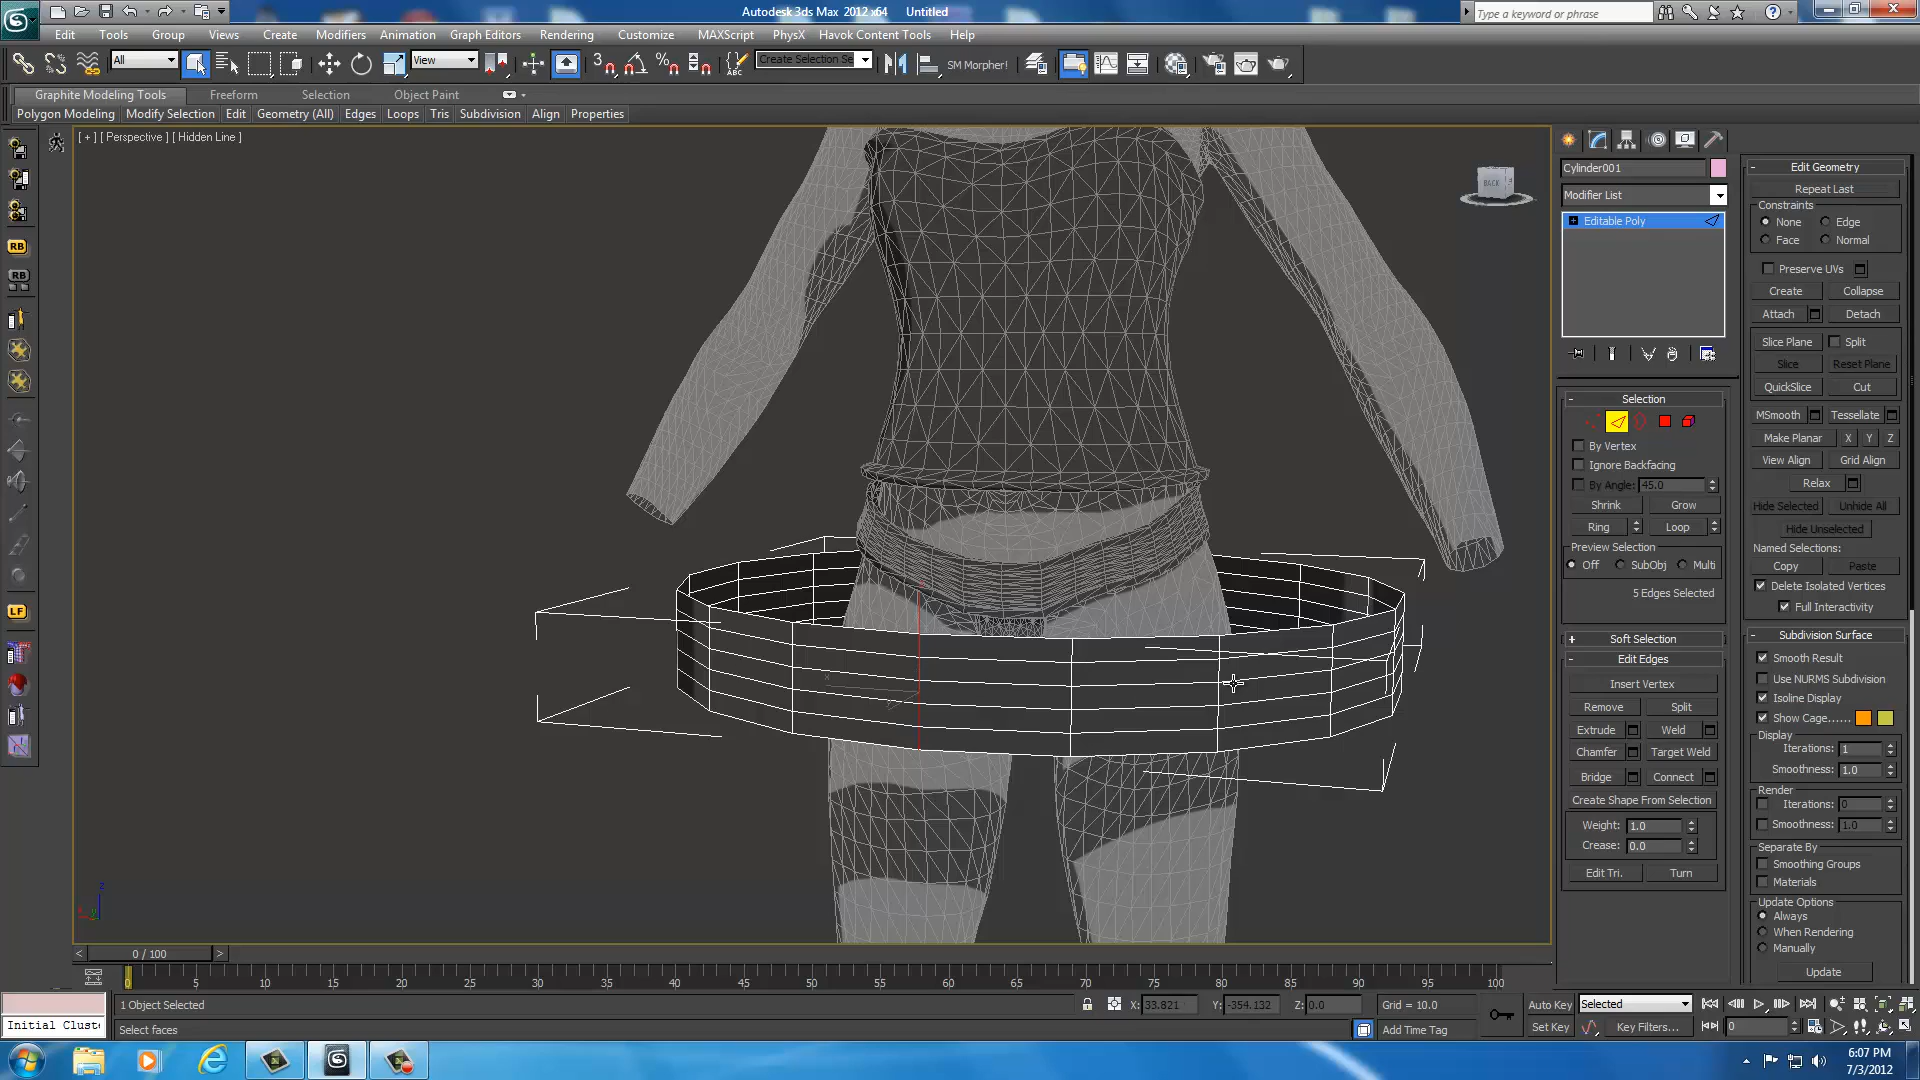 Autodesk 3ds Max 2012 x64 Untitled
Type a keyword or phrase
Edit Tools Group Views Create Modifiers Animation Graph Editors Rendering Customize MAXScript PhysX Havok Content Tools Help
All View Create Selection Se SM Morpher!
Graphite Modeling Tools Freeform Selection Object Paint
Polygon Modeling Modify Selection Edit Geometry (All) Edges Loops Tris Subdivision Align Properties
[ + ] [ Perspective ] [ Hidden Line ]
BACK
RB
RB
LF
Cylinder001
Modifier List
Editable Poly
Selection
By Vertex
Ignore Backfacing
By Angle: 45.0
Shrink Grow
Ring Loop
Preview Selection
Off SubObj Multi
5 Edges Selected
Soft Selection
Edit Edges
Insert Vertex
Remove Split
Extrude Weld
Chamfer Target Weld
Bridge Connect
Create Shape From Selection
Weight: 1.0
Crease: 0.0
Edit Tri. Turn
Edit Geometry
Repeat Last
Constraints
None Edge
Face Normal
Preserve UVs
Create Collapse
Attach Detach
Slice Plane Split
Slice Reset Plane
QuickSlice Cut
MSmooth Tessellate
Make Planar X Y Z
View Align Grid Align
Relax
Hide Selected Unhide All
Hide Unselected
Named Selections:
Copy Paste
Delete Isolated Vertices
Full Interactivity
Subdivision Surface
Smooth Result
Use NURMS Subdivision
Isoline Display
Show Cage......
Display
Iterations: 1
Smoothness: 1.0
Render
Iterations: 0
Smoothness: 1.0
Separate By
Smoothing Groups
Materials
Update Options
Always
When Rendering
Manually
Update
0 / 100
0 5 10 15 20 25 30 35 40 45 50 55 60 65 70 75 80 85 90 95 100
1 Object Selected X: 33.821 Y: -354.132 Z: 0.0 Grid = 10.0 Auto Key Selected
Initial Clust
Select faces Add Time Tag Set Key Key Filters... 0
6:07 PM
7/3/2012